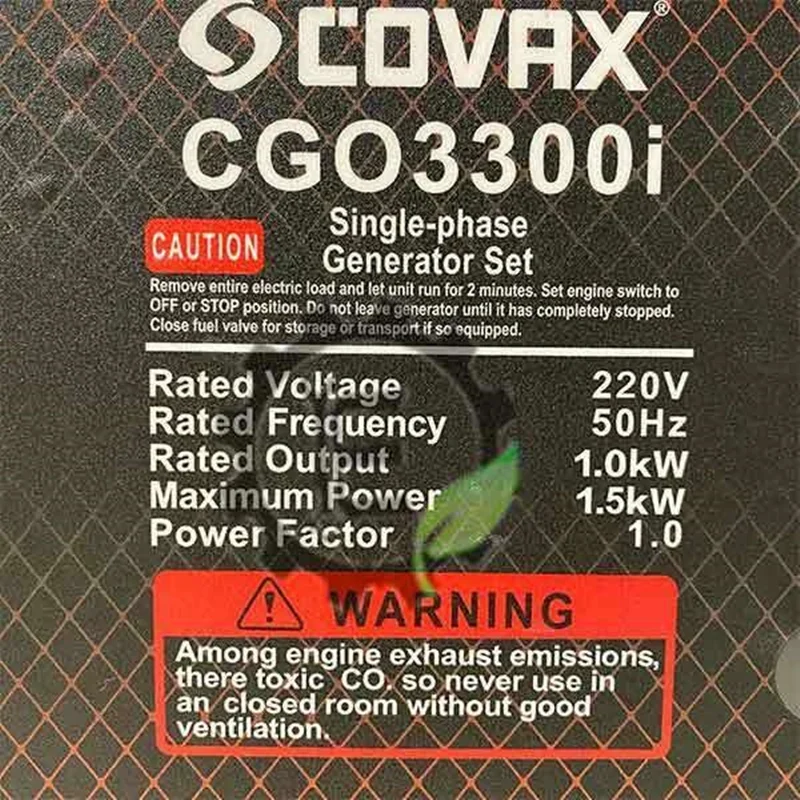 COVAX®
CGO3300i
CAUTION
Single-phase
Generator Set
Remove entire electric load and let unit run for 2 minutes. Set engine switch to
OFF or STOP position. Do not leave generator until it has completely stopped.
Close fuel valve for storage or transport if so equipped.
Rated Voltage 220V
Rated Frequency 50Hz
Rated Output 1.0kW
Maximum Power 1.5kW
Power Factor 1.0
WARNING
Among engine exhaust emissions,
there toxic CO. so never use in
an closed room without good
ventilation.